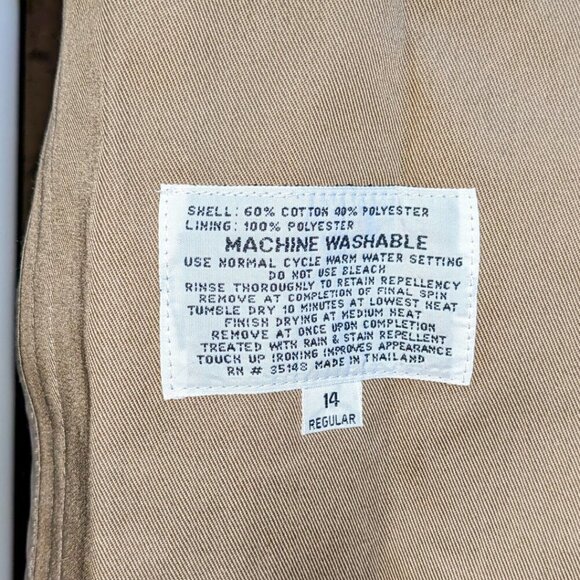 SHELL: 60% COTTON 40% POLYESTER
LINING: 100% POLYESTER
MACHINE WASHABLE
USE NORMAL CYCLE WARM WATER SETTING
DO NOT USE BLEACH
RINSE THOROUGHLY TO RETAIN REPELLENCY
REMOVE AT COMPLETION OF FINAL SPIN
TUMBLE DRY 10 MINUTES AT LOWEST HEAT
FINISH DRYING AT MEDIUM HEAT
REMOVE AT ONCE UPON COMPLETION
TREATED WITH RAIN & STAIN REPELLENT
TOUCH UP IRONING IMPROVES APPEARANCE
RN # 35148 MADE IN THAILAND
14
REGULAR